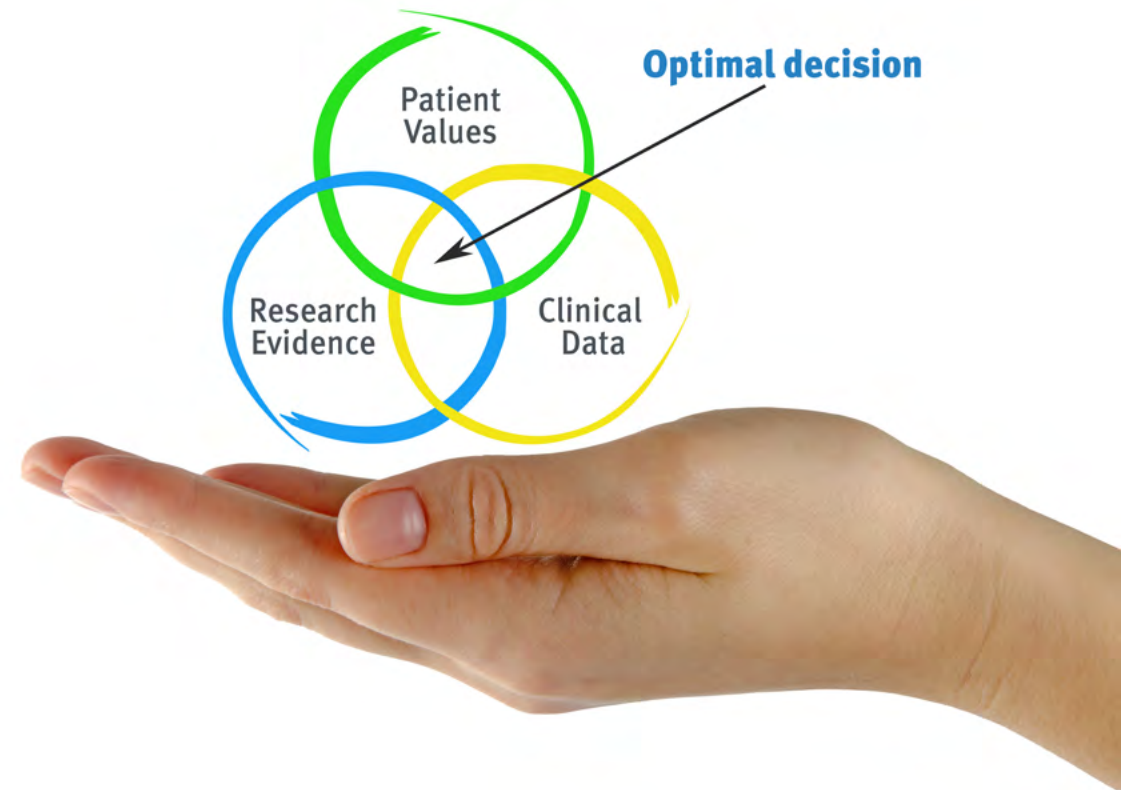 Optimal decision
Patient
Values
Research
Evidence
Clinical
Data